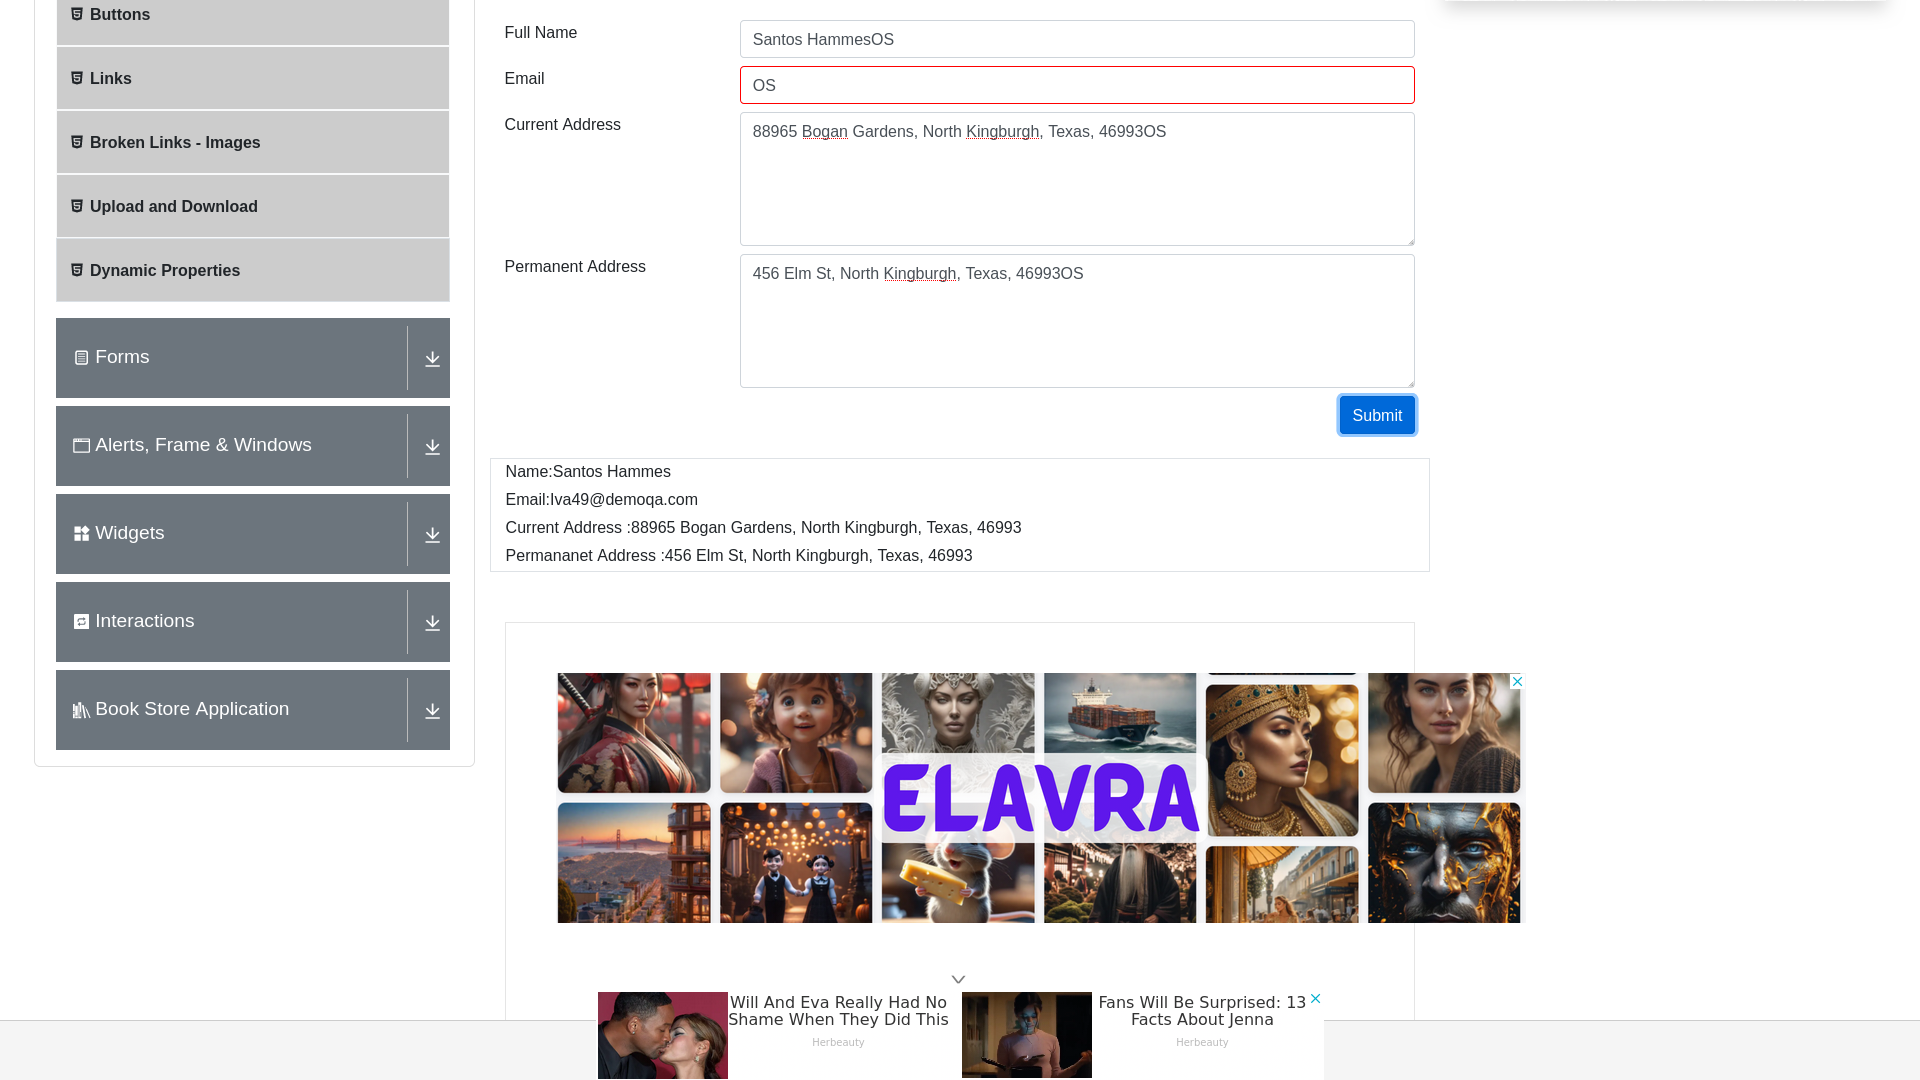 Buttons
Links
Broken Links - Images
Upload and Download
Dynamic Properties
Forms
Alerts, Frame & Windows
Widgets
Interactions
Book Store Application
Full Name
Santos HammesOS
Email
OS
Current Address
88965 Bogan Gardens, North Kingburgh, Texas, 46993OS
Permanent Address
456 Elm St, North Kingburgh, Texas, 46993OS
Submit
Name:Santos Hammes
Email:Iva49@demoqa.com
Current Address :88965 Bogan Gardens, North Kingburgh, Texas, 46993
Permananet Address :456 Elm St, North Kingburgh, Texas, 46993
ELAVRA
Will And Eva Really Had No
Shame When They Did This
Herbeauty
Fans Will Be Surprised: 13
Facts About Jenna
Herbeauty